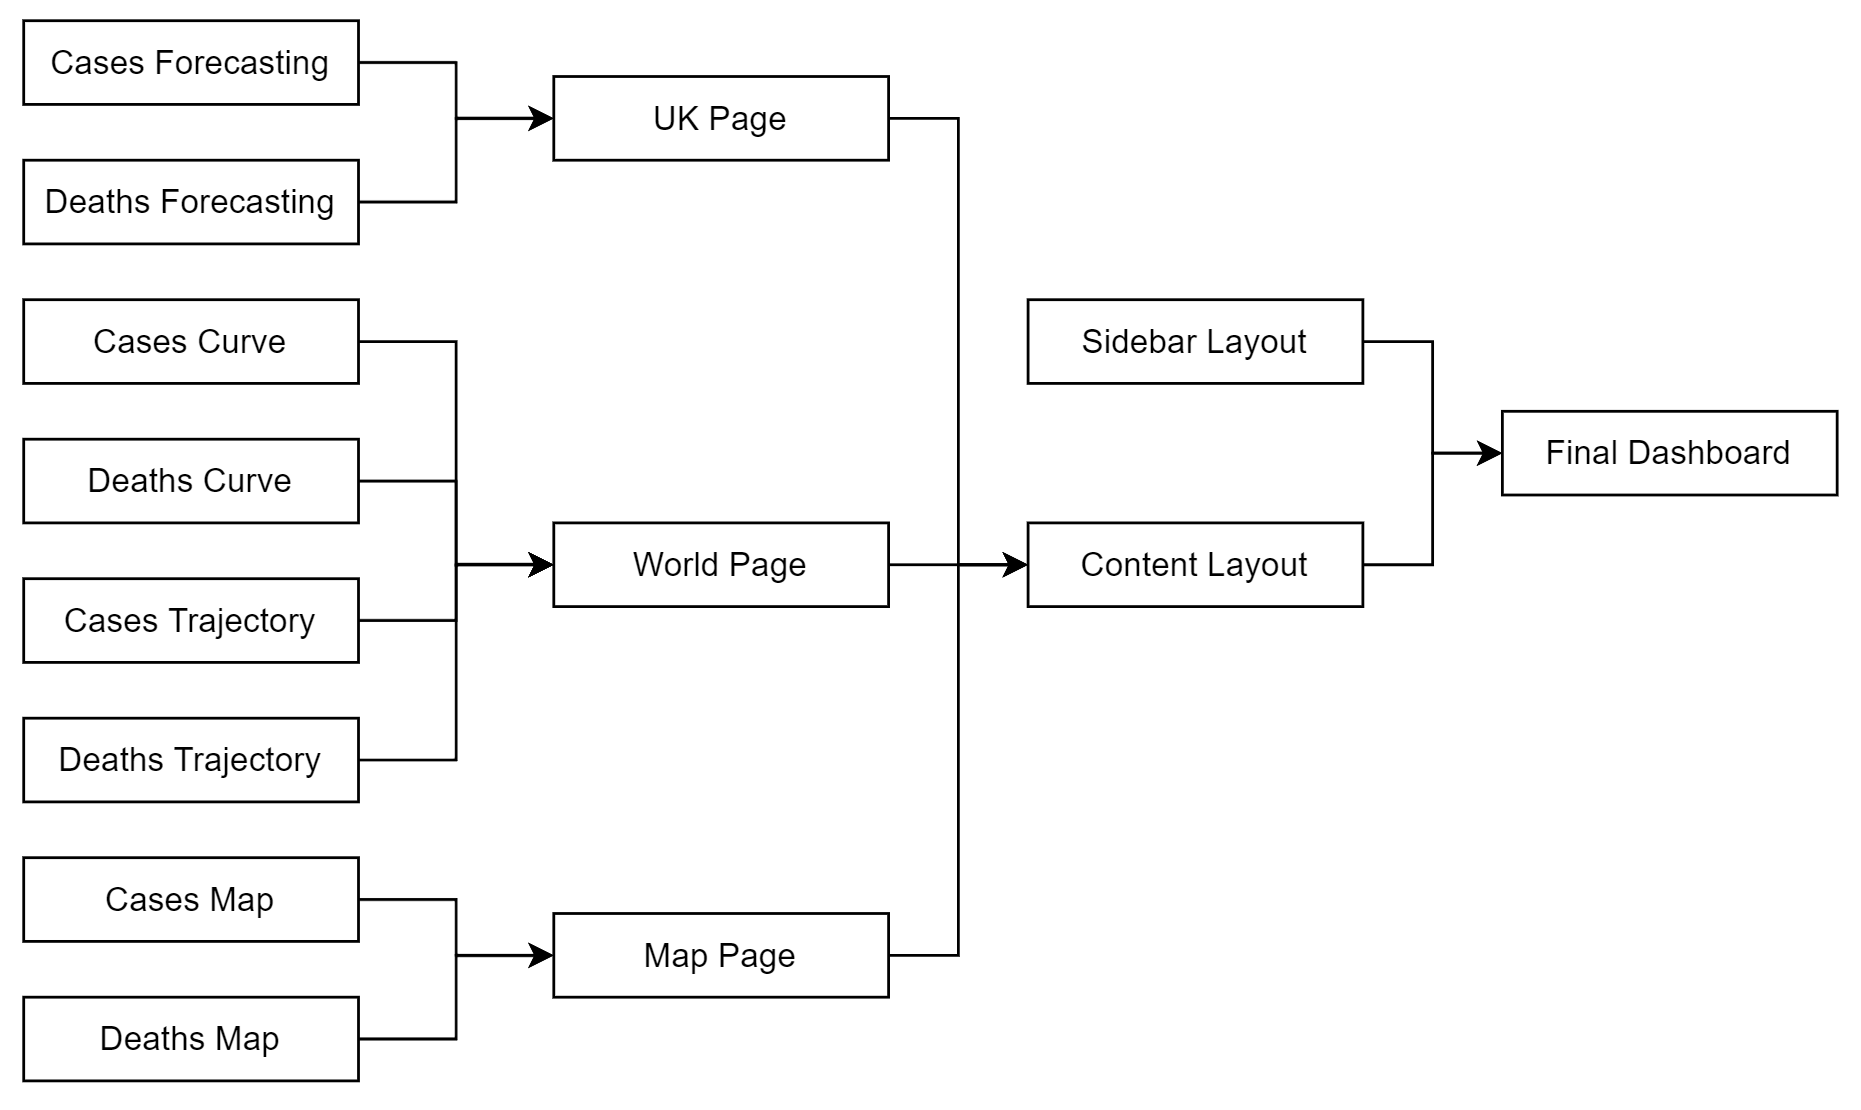 Cases Forecasting
Deaths Forecasting
UK Page
Cases Curve
Deaths Curve
Cases Trajectory
Deaths Trajectory
World Page
Cases Map
Deaths Map
Map Page
Sidebar Layout
Content Layout
Final Dashboard